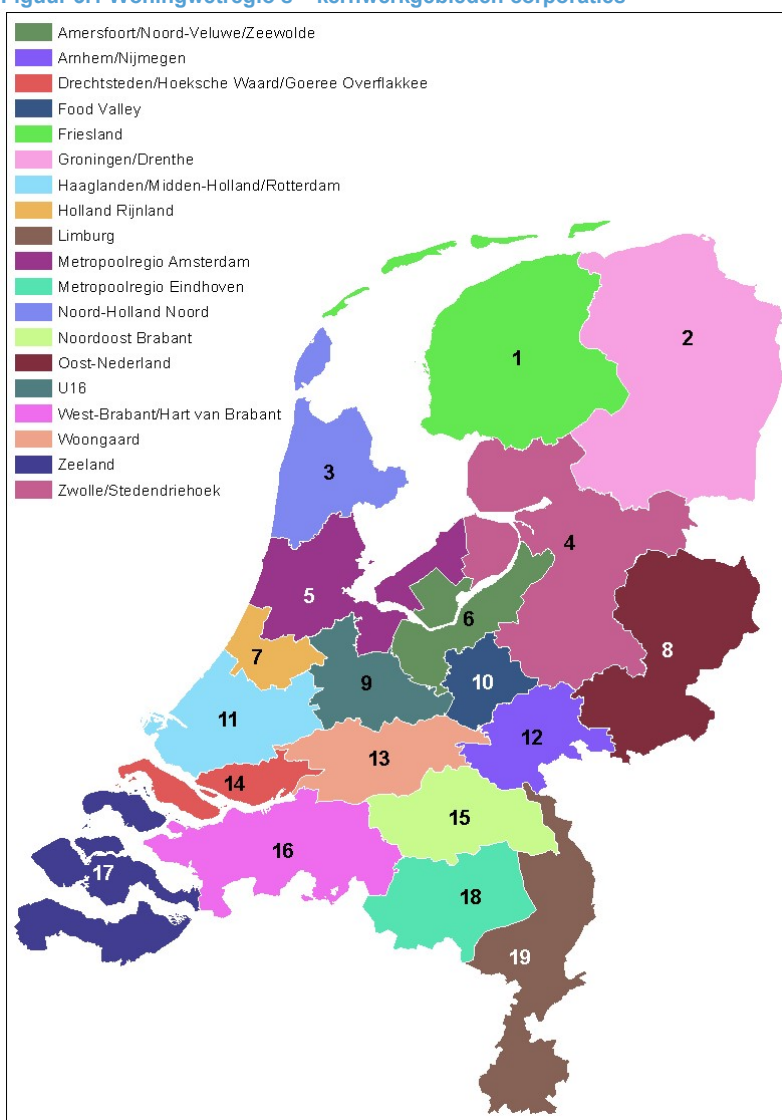 Amersfoort/Noord-Veluwe/Zeewolde
Arnhem/Nijmegen
Drechtsteden/Hoeksche Waard/Goeree Overflakkee
Food Valley
Friesland
Groningen/Drenthe
Haaglanden/Midden-Holland/Rotterdam
Holland Rijnland
Limburg
Metropoolregio Amsterdam
Metropoolregio Eindhoven
Noord-Holland Noord
Noordoost Brabant
Oost-Nederland
U16
West-Brabant/Hart van Brabant
Woongaard
Zeeland
Zwolle/Stedendriehoek
1
2
3
4
5
6
7
8
9
10
11
12
13
14
15
16
17
18
19